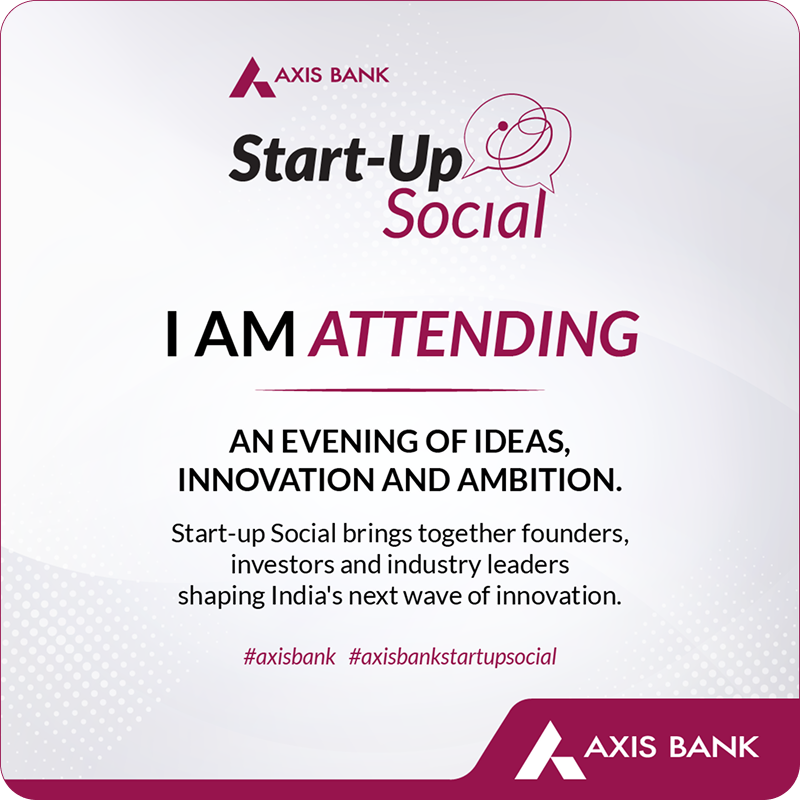 AXIS BANK
Start-Up
Social
I AM ATTENDING
AN EVENING OF IDEAS,
INNOVATION AND AMBITION.
Start-up Social brings together founders,
investors and industry leaders
shaping India's next wave of innovation.
#axisbank #axisbankstartupsocial
AXIS BANK